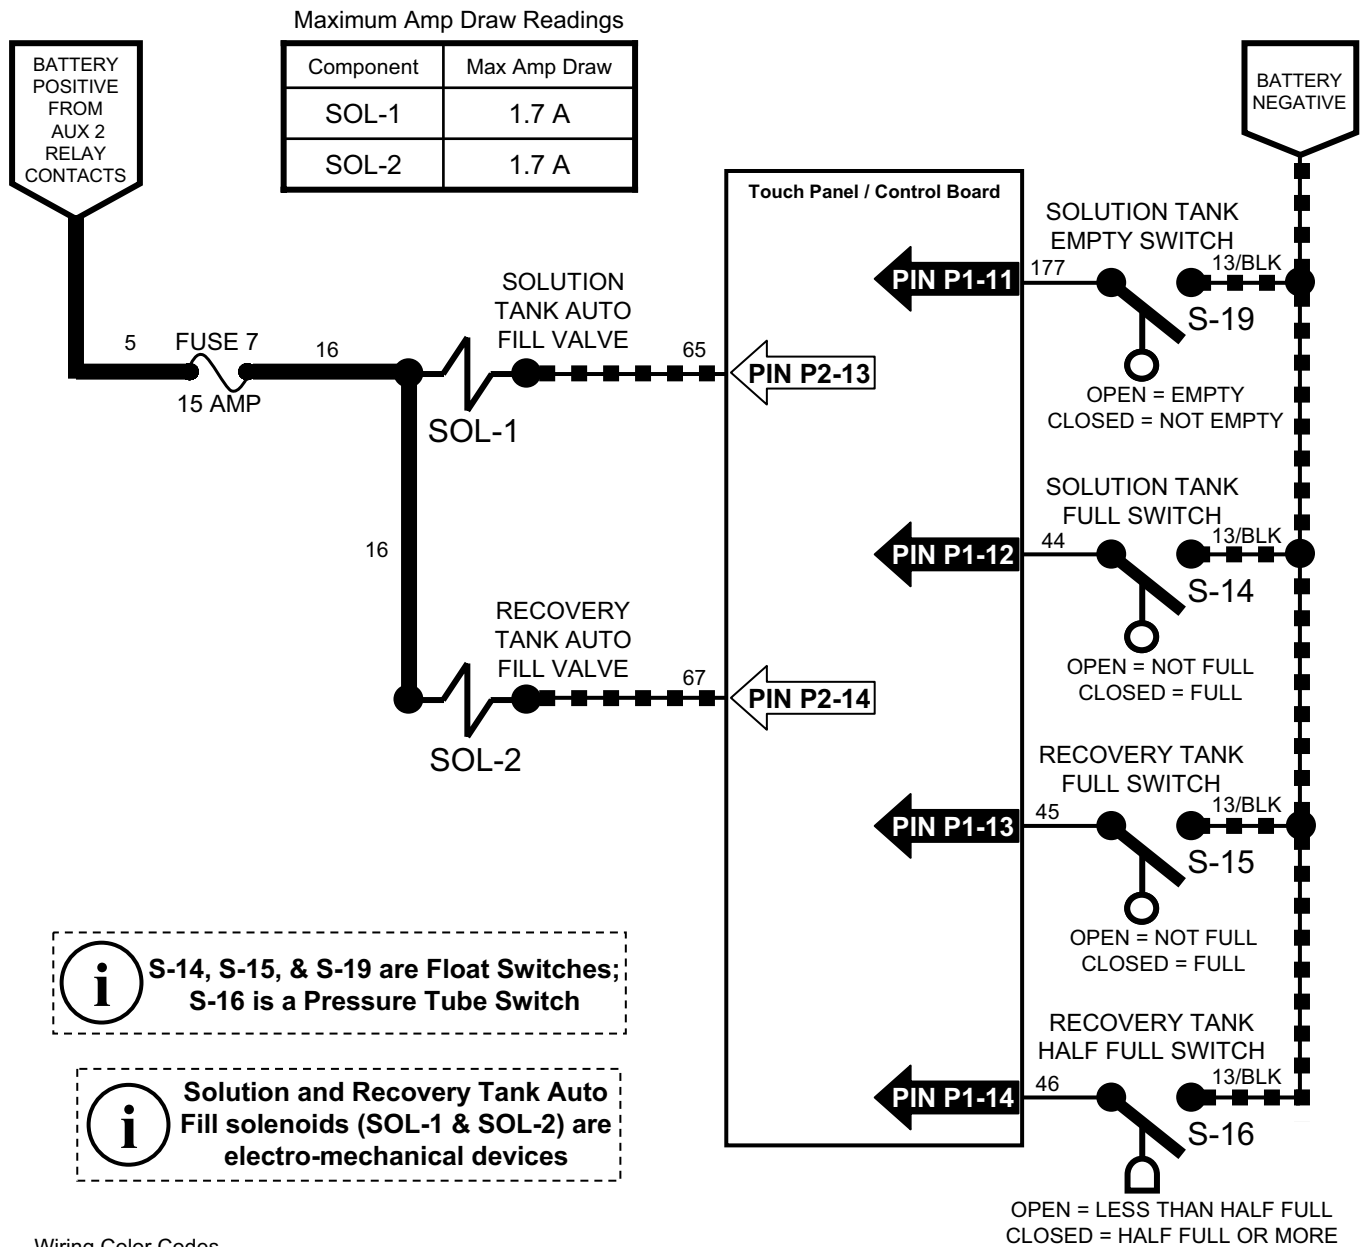 Maximum Amp Draw Readings
Component Max Amp Draw
SOL-1 1.7 A
SOL-2 1.7 A
BATTERY
POSITIVE
FROM
AUX 2
RELAY
CONTACTS
BATTERY
NEGATIVE
Touch Panel / Control Board
5
FUSE 7
15 AMP
16
16
SOLUTION
TANK AUTO
FILL VALVE
SOL-1
65
PIN P2-13
RECOVERY
TANK AUTO
FILL VALVE
SOL-2
67
PIN P2-14
PIN P1-11
177
SOLUTION TANK
EMPTY SWITCH
13/BLK
S-19
OPEN = EMPTY
CLOSED = NOT EMPTY
PIN P1-12
44
SOLUTION TANK
FULL SWITCH
13/BLK
S-14
OPEN = NOT FULL
CLOSED = FULL
PIN P1-13
45
RECOVERY TANK
FULL SWITCH
13/BLK
S-15
OPEN = NOT FULL
CLOSED = FULL
PIN P1-14
46
RECOVERY TANK
HALF FULL SWITCH
13/BLK
S-16
OPEN = LESS THAN HALF FULL
CLOSED = HALF FULL OR MORE
i
S-14, S-15, & S-19 are Float Switches;
S-16 is a Pressure Tube Switch
i
Solution and Recovery Tank Auto
Fill solenoids (SOL-1 & SOL-2) are
electro-mechanical devices
Wiring Color Codes